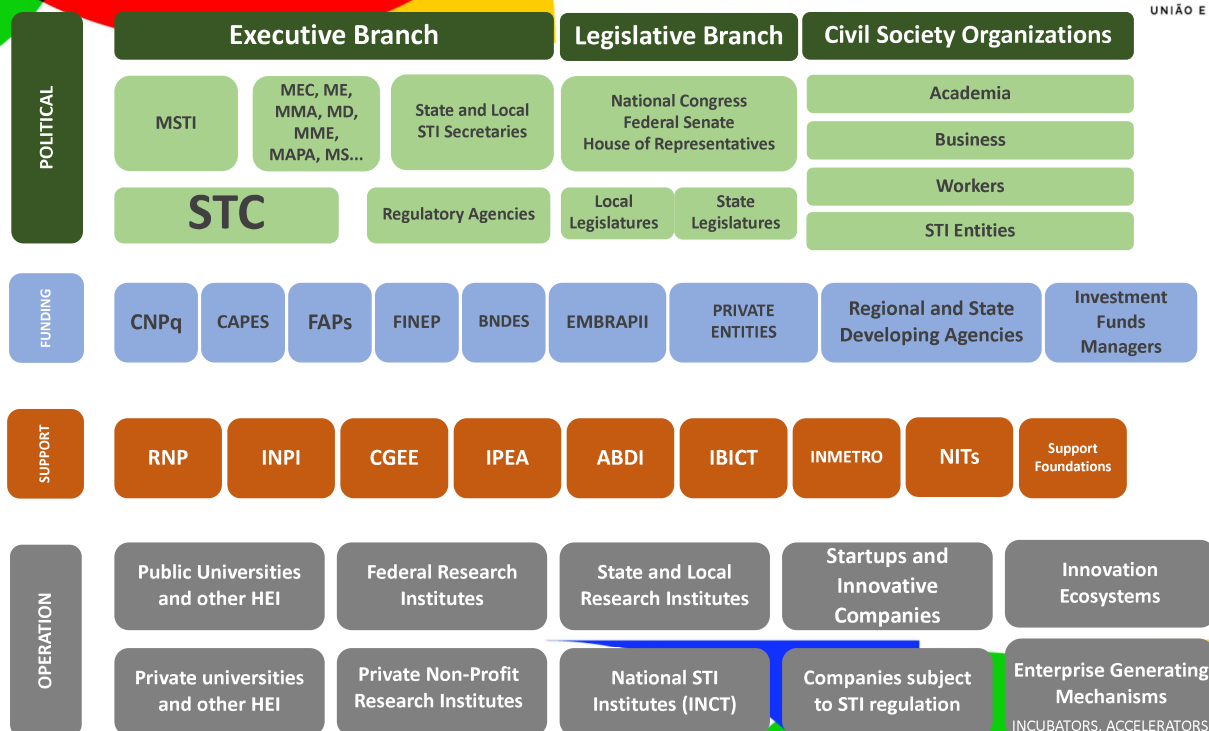 UNIÃO E
POLITICAL
Executive Branch
Legislative Branch
Civil Society Organizations
MSTI
MEC, ME,
MMA, MD,
MME,
MAPA, MS...
State and Local
STI Secretaries
National Congress
Federal Senate
House of Representatives
Academia
Business
Workers
STI Entities
STC
Regulatory Agencies
Local
Legislatures
State
Legislatures
FUNDING
CNPq
CAPES
FAPs
FINEP
BNDES
EMBRAPII
PRIVATE
ENTITIES
Regional and State
Developing Agencies
Investment
Funds
Managers
SUPPORT
RNP
INPI
CGEE
IPEA
ABDI
IBICT
INMETRO
NITs
Support
Foundations
OPERATION
Public Universities
and other HEI
Federal Research
Institutes
State and Local
Research Institutes
Startups and
Innovative
Companies
Innovation
Ecosystems
Private universities
and other HEI
Private Non-Profit
Research Institutes
National STI
Institutes (INCT)
Companies subject
to STI regulation
Enterprise Generating
Mechanisms
INCUBATORS, ACCELERATORS